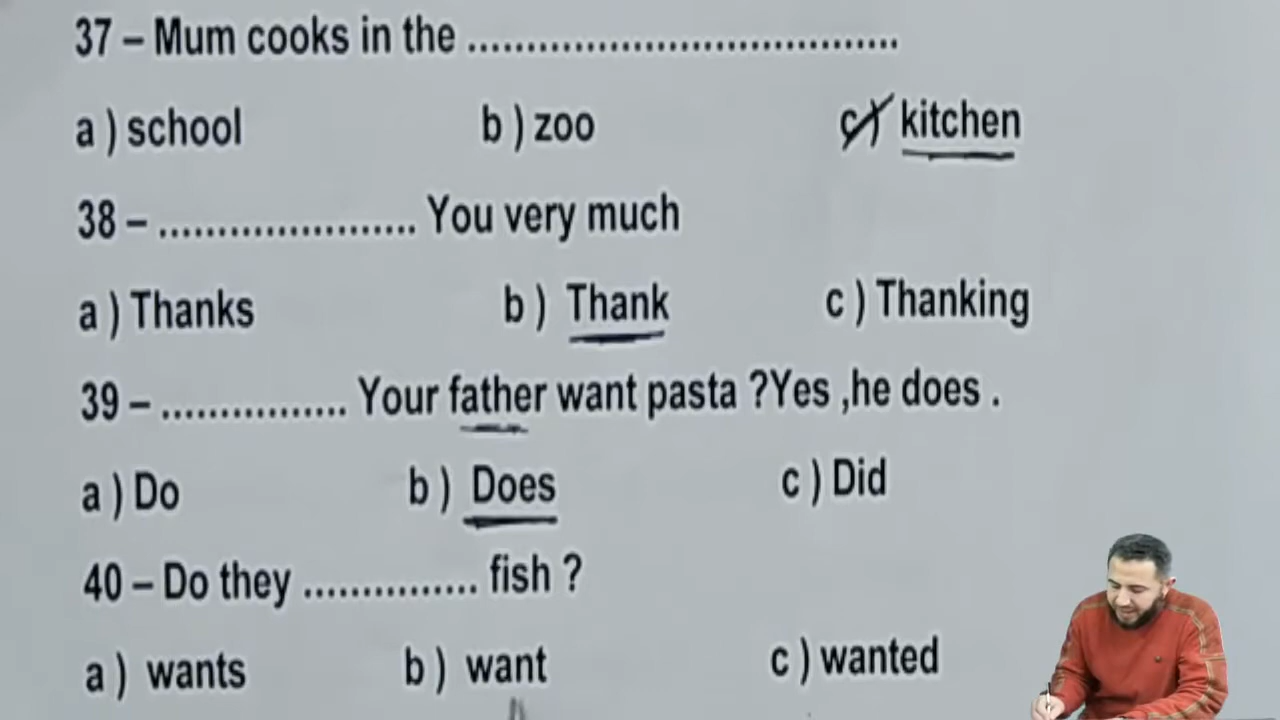 37 – Mum cooks in the ....................................
a ) school b ) zoo c ) kitchen
38 – ...................... You very much
a ) Thanks b ) Thank c ) Thanking
39 – ................ Your father want pasta ?Yes ,he does .
a ) Do b ) Does c ) Did
40 – Do they ............... fish ?
a ) wants b ) want c ) wanted